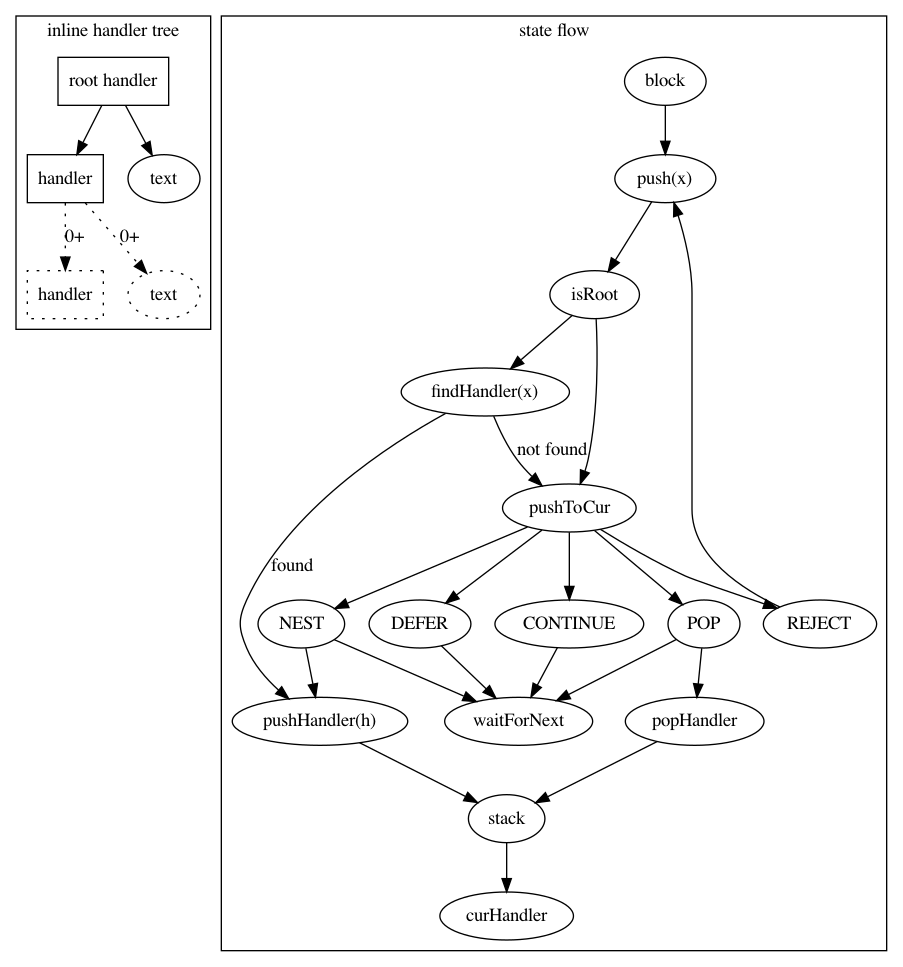 inline handler tree
root handler
handler
text
0+
0+
handler
text
state flow
block
push(x)
isRoot
findHandler(x)
not found
pushToCur
found
NEST
DEFER
CONTINUE
POP
REJECT
pushHandler(h)
waitForNext
popHandler
stack
curHandler